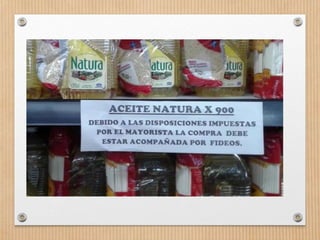 Natura
Natura
ACEITE NATURA X 900
DEBIDO A LAS DISPOSICIONES IMPUESTAS
POR EL MAYORISTA LA COMPRA DEBE
ESTAR ACOMPAÑADA POR FIDEOS.